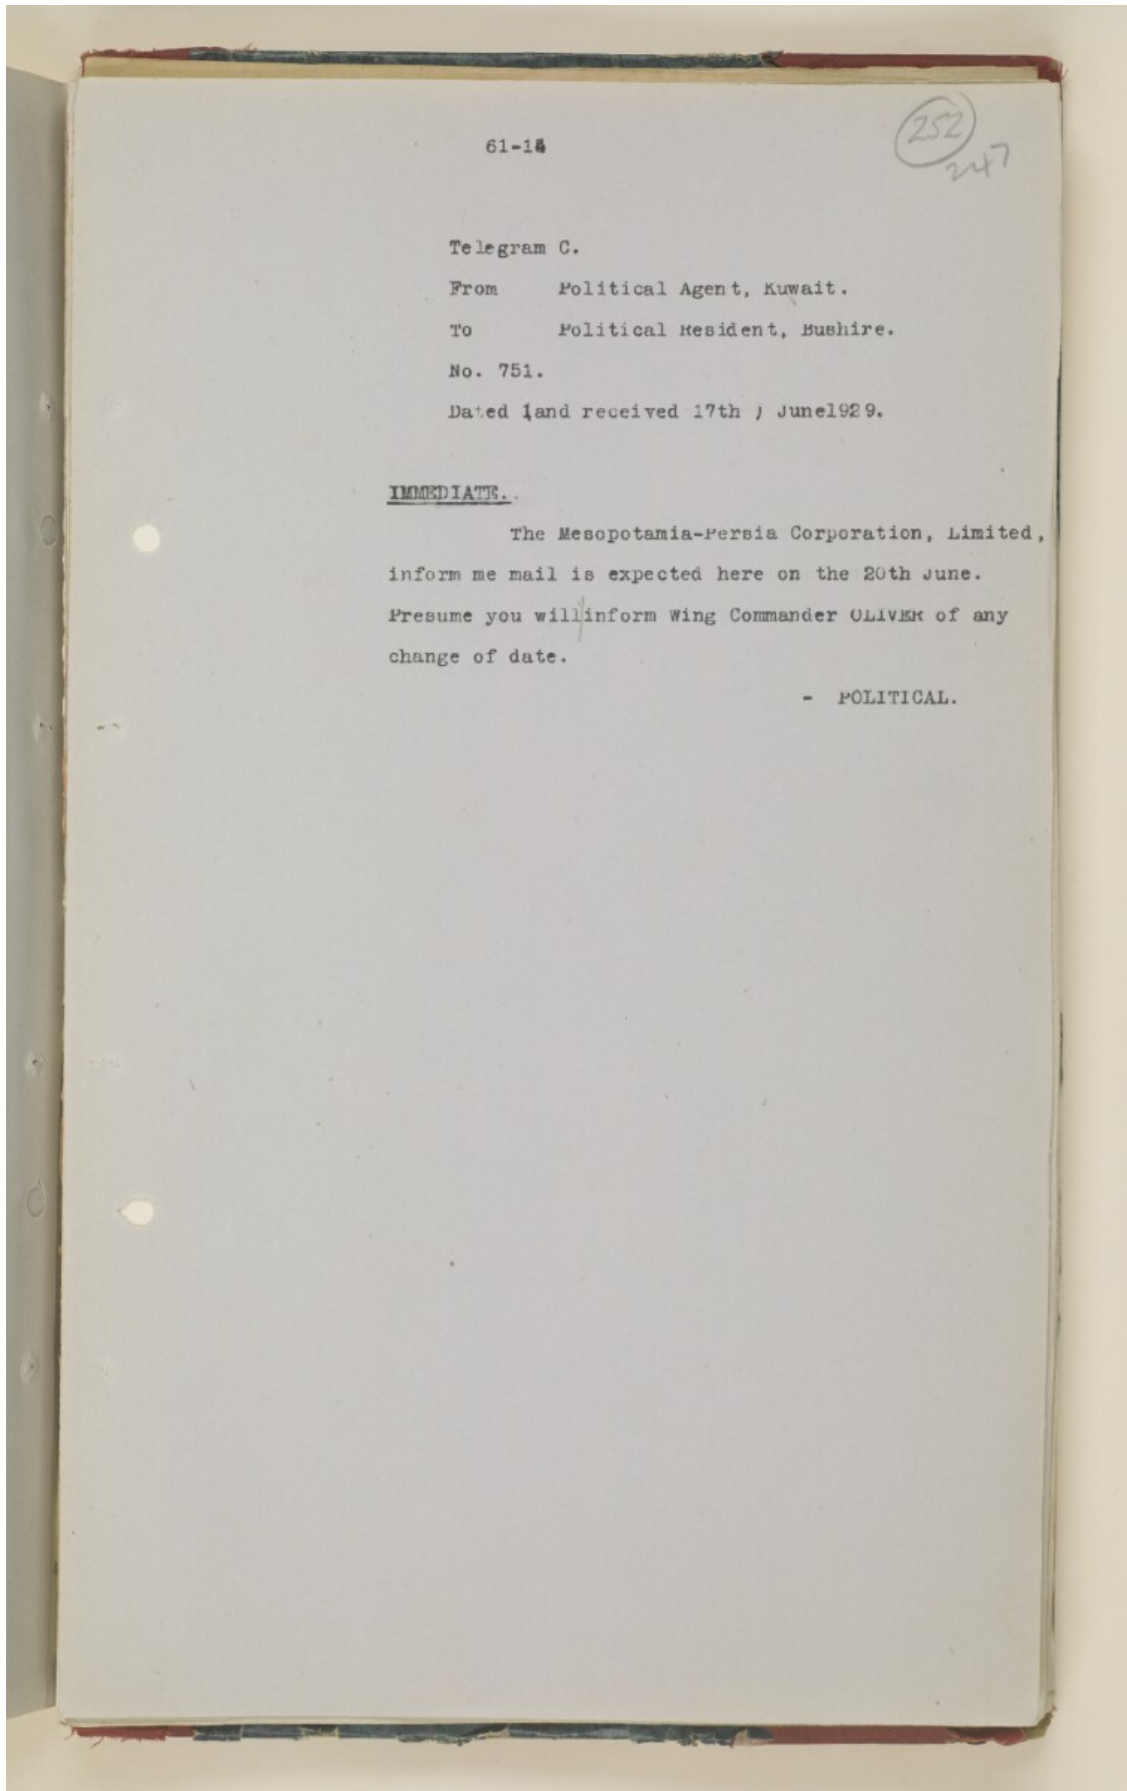 252
247
61-14
Telegram C.
From Political Agent, Kuwait.
To Political Resident, Bushire.
No. 751.
Dated (and received 17th ) June1929.
IMMEDIATE..
The Mesopotamia-Persia Corporation, Limited,
inform me mail is expected here on the 20th June.
Presume you will/inform Wing Commander OLIVER of any
change of date.
- POLITICAL.